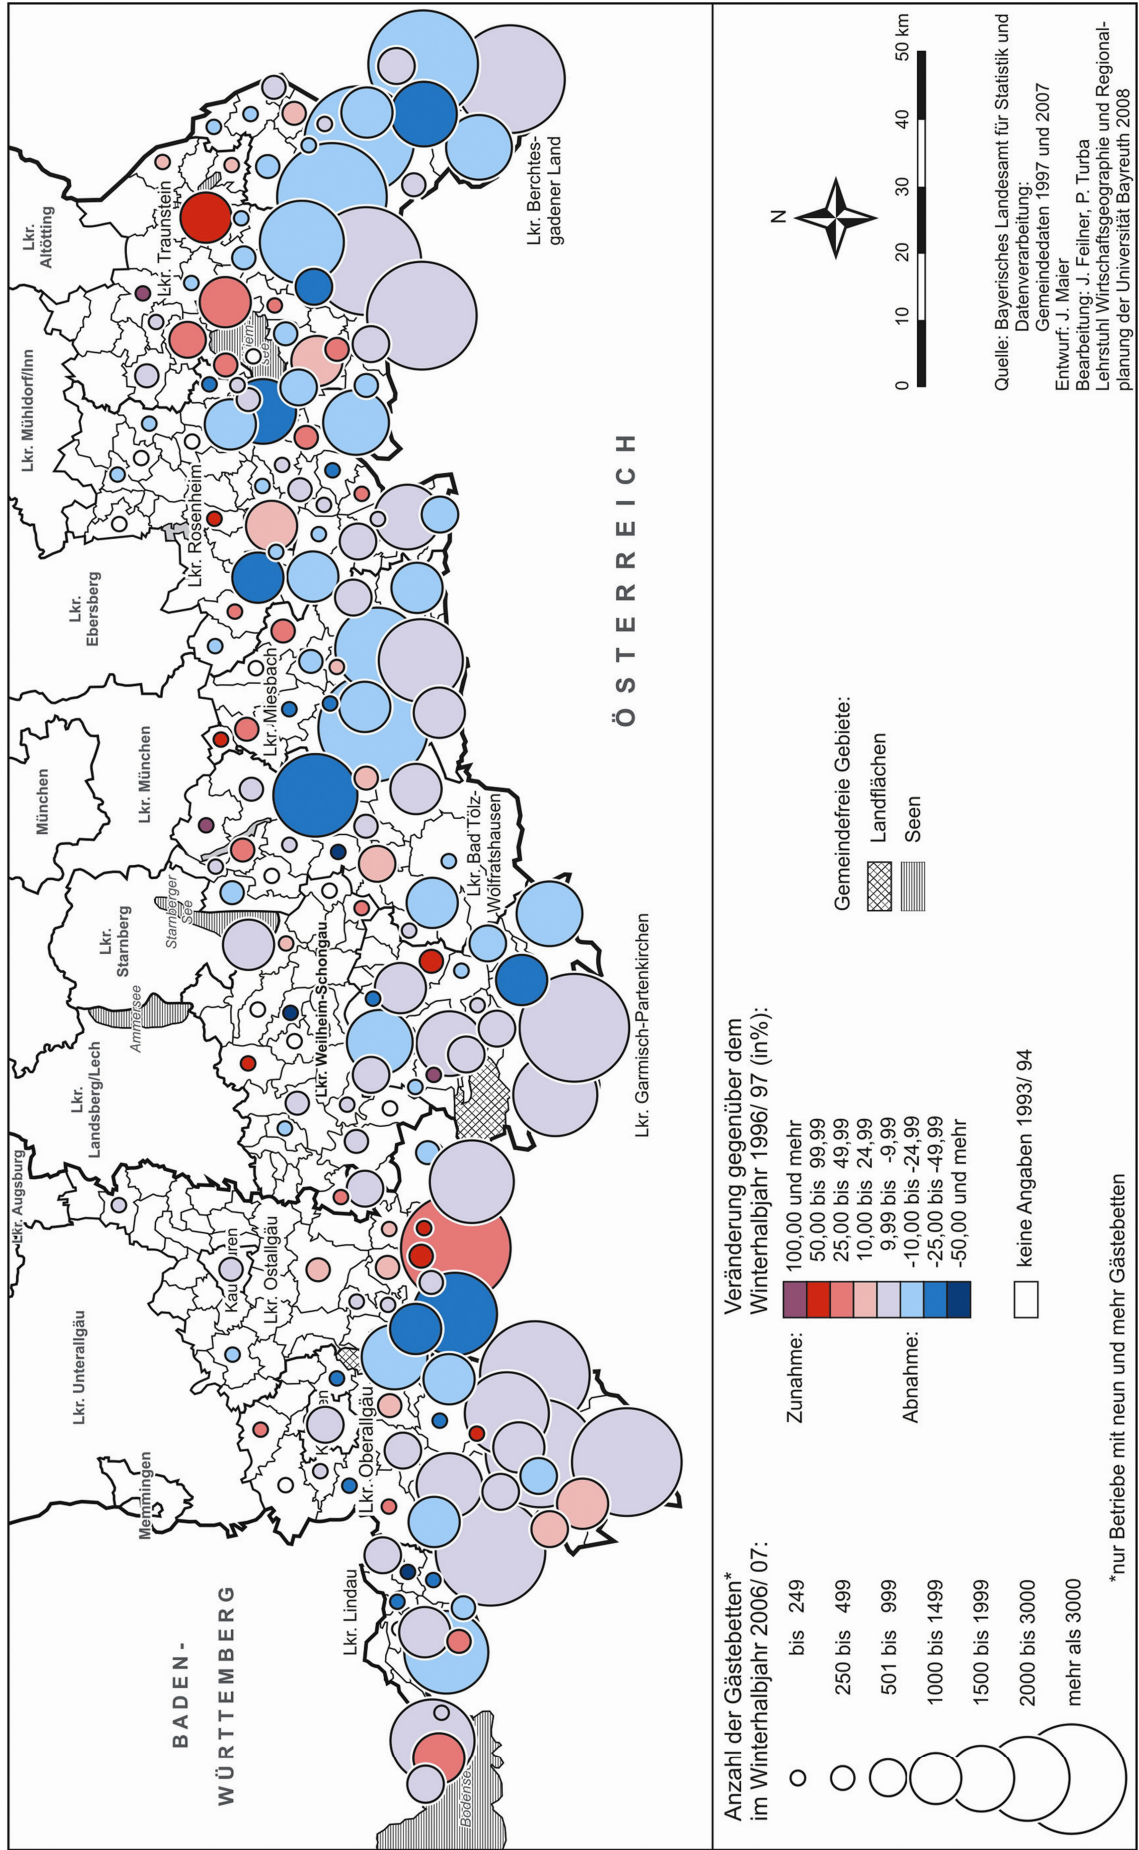 BADEN-
WÜRTTEMBERG
Memmingen
Lkr. Unterallgäu
Lkr. Augsburg
Lkr.
Landsberg/Lech
Ammersee
Lkr.
Starnberg
Starnberger
See
München
Lkr. München
Lkr.
Ebersberg
Lkr. Mühldorf/Inn
Lkr.
Altötting
Lkr. Lindau
Bodensee
Lkr. Oberallgäu
Lkr. Ostallgäu
Lkr. Weilheim-Schongau
Lkr. Garmisch-Partenkirchen
Lkr. Bad Tölz-
Wolfratshausen
Lkr. Miesbach
Lkr. Rosenheim
Lkr. Traunstein
Lkr. Berchtes-
gadener Land
ÖSTERREICH
Anzahl der Gästebetten*
im Winterhalbjahr 2006/ 07:
bis 249
250 bis 499
501 bis 999
1000 bis 1499
1500 bis 1999
2000 bis 3000
mehr als 3000
*nur Betriebe mit neun und mehr Gästebetten
Veränderung gegenüber dem
Winterhalbjahr 1996/ 97 (in%):
Zunahme:
100,00 und mehr
50,00 bis 99,99
25,00 bis 49,99
10,00 bis 24,99
9,99 bis -9,99
Abnahme:
-10,00 bis -24,99
-25,00 bis -49,99
-50,00 und mehr
keine Angaben 1993/ 94
Gemeindefreie Gebiete:
Landflächen
Seen
N
0 10 20 30 40 50 km
Quelle: Bayerisches Landesamt für Statistik und
Datenverarbeitung:
Gemeindedaten 1997 und 2007
Entwurf: J. Maier
Bearbeitung: J. Feilner, P. Turba
Lehrstuhl Wirtschaftsgeographie und Regional-
planung der Universität Bayreuth 2008